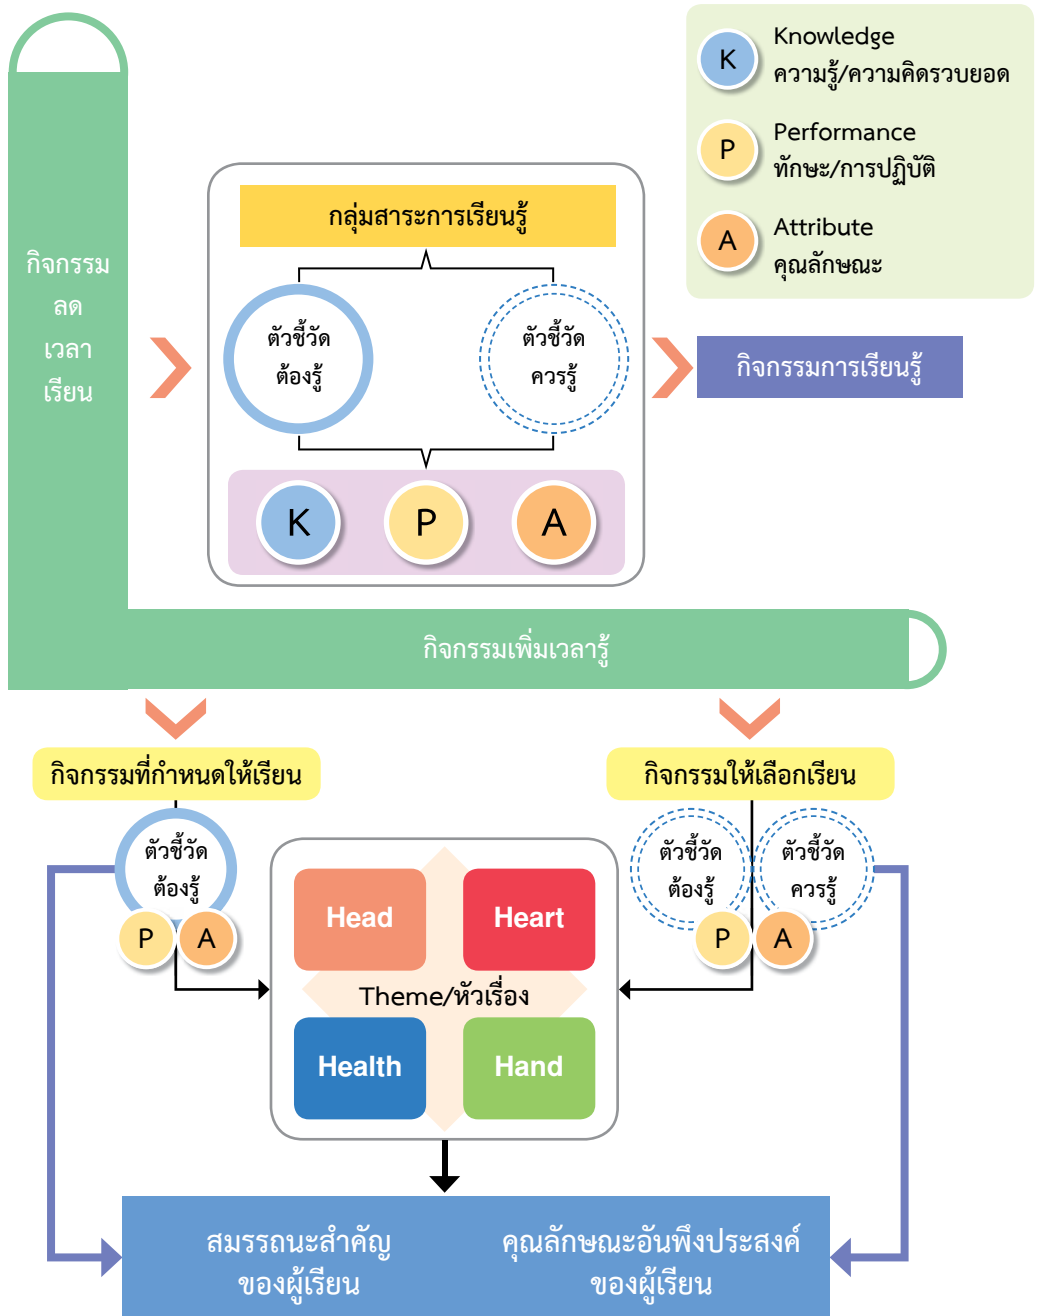 K
Knowledge
ความรู้/ความคิดรวบยอด
P
Performance
ทักษะ/การปฏิบัติ
A
Attribute
คุณลักษณะ
กิจกรรม
ลด
เวลา
เรียน
กลุ่มสาระการเรียนรู้
ตัวชี้วัด
ต้องรู้
ตัวชี้วัด
ควรรู้
K P A
กิจกรรมการเรียนรู้
กิจกรรมเพิ่มเวลารู้
กิจกรรมที่กำหนดให้เรียน
ตัวชี้วัด
ต้องรู้
P A
กิจกรรมให้เลือกเรียน
ตัวชี้วัด
ต้องรู้
ตัวชี้วัด
ควรรู้
P A
Head Heart
Theme/หัวเรื่อง
Health Hand
สมรรถนะสำคัญ
ของผู้เรียน
คุณลักษณะอันพึงประสงค์
ของผู้เรียน